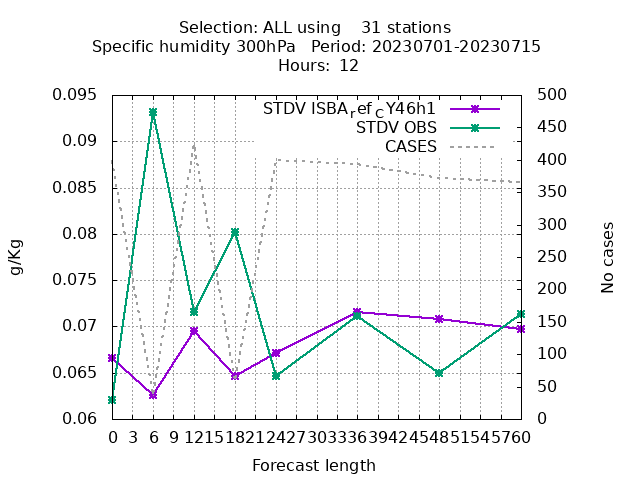 Selection: ALL using    31 stations
Specific humidity 300hPa   Period: 20230701-20230715
Hours: 12
STDV ISBA_ref_CY46h1
STDV OBS
CASES
0.095
0.09
0.085
0.08
0.075
0.07
0.065
0.06
500
450
400
350
300
250
200
150
100
50
0
g/Kg
No cases
0 3 6 9 12 15 18 21 24 27 30 33 36 39 42 45 48 51 54 57 60
Forecast length